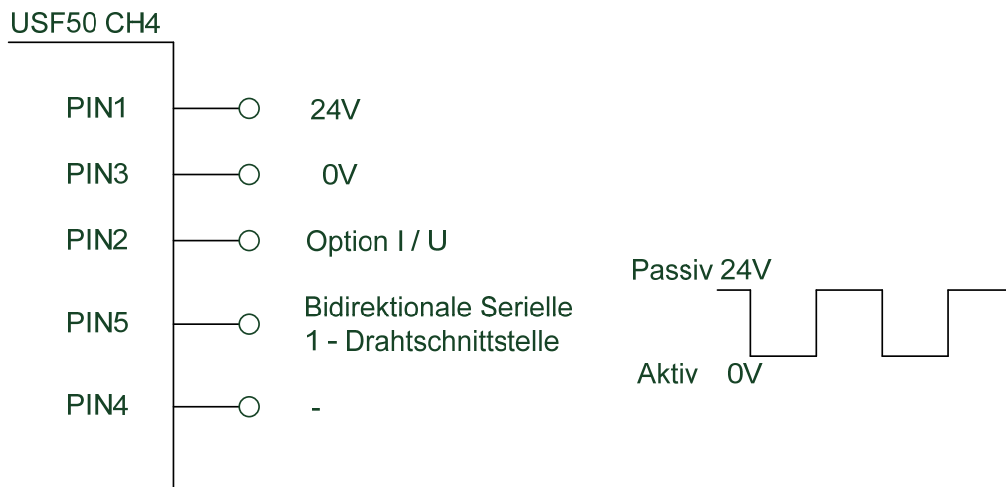 USF50 CH4
PIN1 24V
PIN3 0V
PIN2 Option I / U
PIN5 Bidirektionale Serielle
1 - Drahtschnittstelle
PIN4 -
Passiv 24V
Aktiv 0V